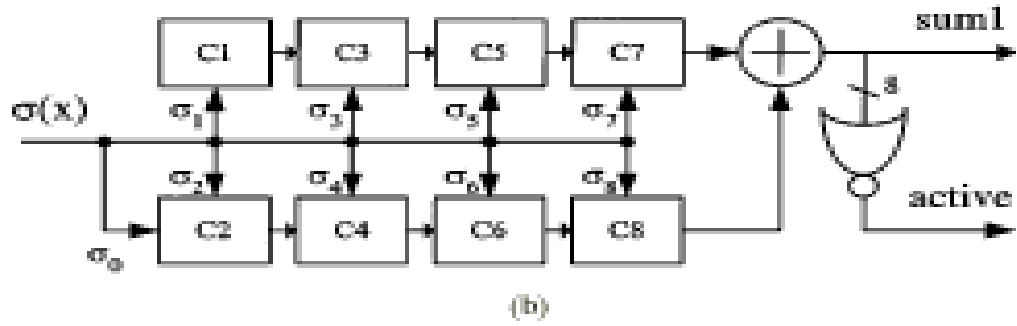 sum1
C1 C3 C5 C7
8
σ(x) σ₁ σ₃ σ₅ σ₇
σ₂ σ₄ σ₆ σ₈
active
C2 C4 C6 C8
σ₀
(b)